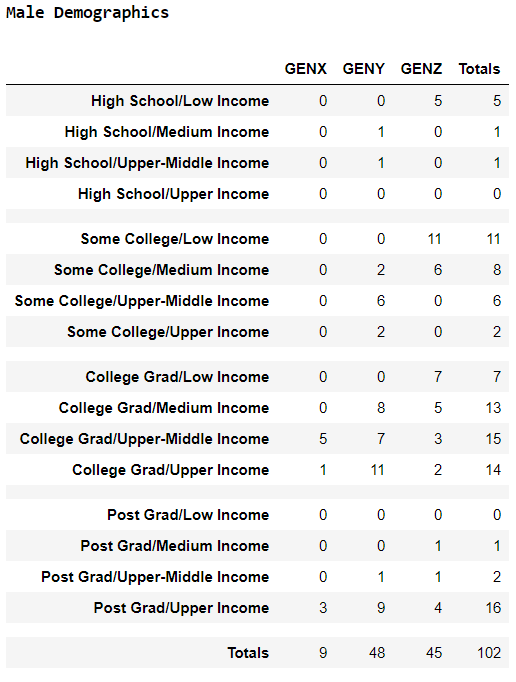 Male Demographics
GENX GENY GENZ Totals
High School/Low Income 0 0 5 5
High School/Medium Income 0 1 0 1
High School/Upper-Middle Income 0 1 0 1
High School/Upper Income 0 0 0 0
Some College/Low Income 0 0 11 11
Some College/Medium Income 0 2 6 8
Some College/Upper-Middle Income 0 6 0 6
Some College/Upper Income 0 2 0 2
College Grad/Low Income 0 0 7 7
College Grad/Medium Income 0 8 5 13
College Grad/Upper-Middle Income 5 7 3 15
College Grad/Upper Income 1 11 2 14
Post Grad/Low Income 0 0 0 0
Post Grad/Medium Income 0 0 1 1
Post Grad/Upper-Middle Income 0 1 1 2
Post Grad/Upper Income 3 9 4 16
Totals 9 48 45 102